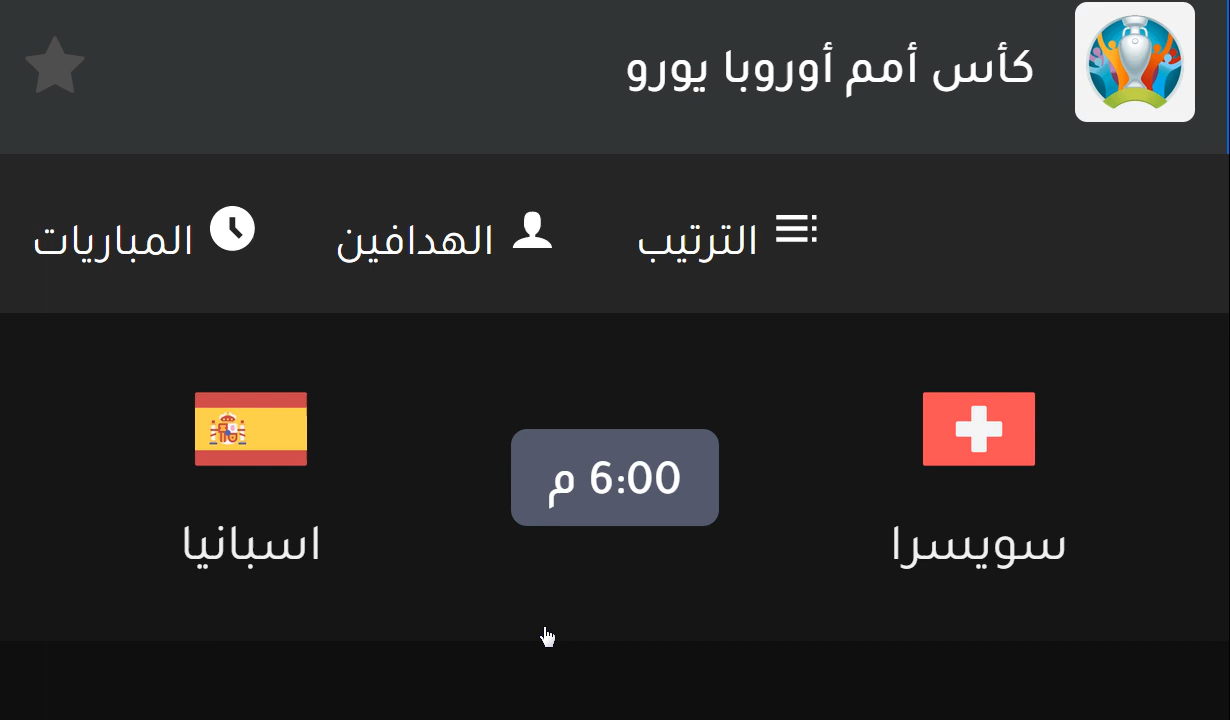 كأس أمم أوروبا يورو
الترتيب الهدافين المباريات
6:00 م
سويسرا اسبانيا